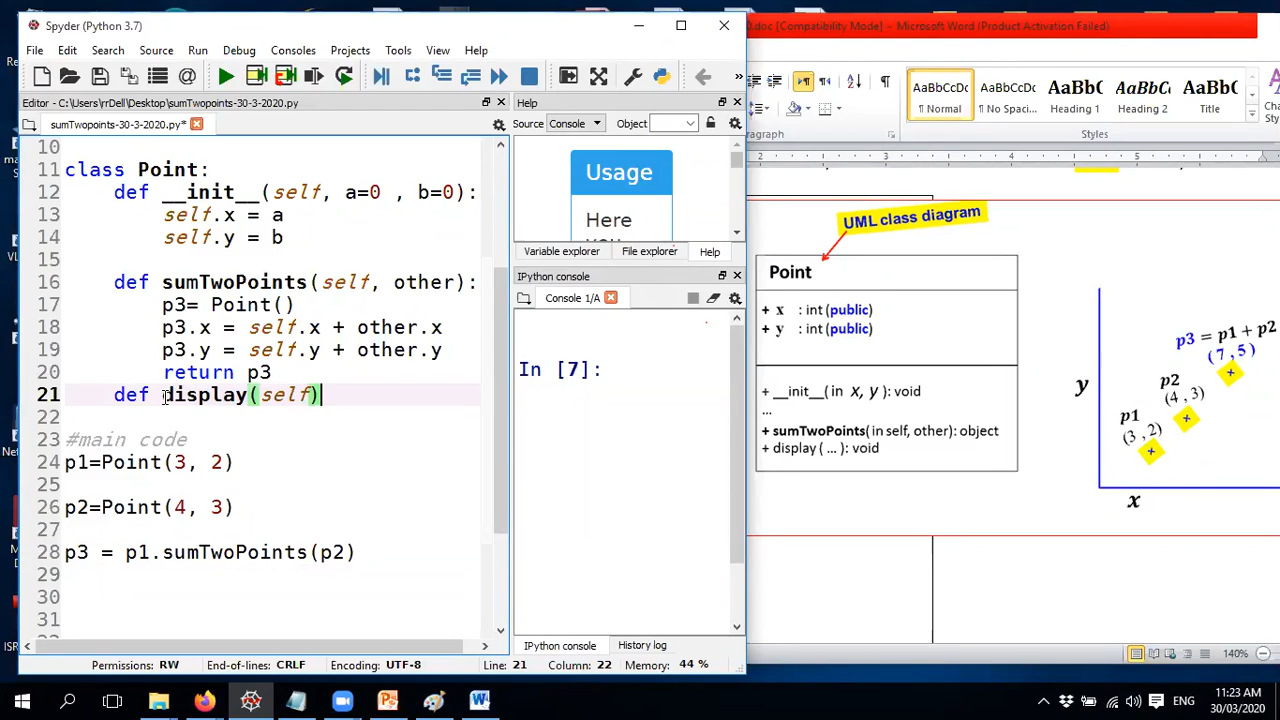 Spyder (Python 3.7)
File Edit Search Source Run Debug Consoles Projects Tools View Help
Editor - C:\Users\rrDell\Desktop\sumTwopoints-30-3-2020.py
sumTwopoints-30-3-2020.py*
10
11 class Point:
12 def __init__(self, a=0 , b=0):
13 self.x = a
14 self.y = b
15
16 def sumTwoPoints(self, other):
17 p3= Point()
18 p3.x = self.x + other.x
19 p3.y = self.y + other.y
20 return p3
21 def display(self)
22
23 #main code
24 p1=Point(3, 2)
25
26 p2=Point(4, 3)
27
28 p3 = p1.sumTwoPoints(p2)
29
30
31
Help
Source Console Object
Usage
Here
Variable explorer File explorer Help
IPython console
Console 1/A
In [7]:
IPython console History log
Permissions: RW End-of-lines: CRLF Encoding: UTF-8 Line: 21 Column: 22 Memory: 44 %
.doc [Compatibility Mode] - Microsoft Word (Product Activation Failed)
AaBbCcDc AaBbCcDc AaBbCc AaBbCc AaBbCc
¶ Normal ¶ No Spaci... Heading 1 Heading 2 Title
Styles
2 3 4 5
UML class diagram
Point
+ x : int (public)
+ y : int (public)
+ __init__( in x, y ): void
...
+ sumTwoPoints( in self, other): object
+ display ( ... ): void
p3 = p1 + p2
(7 , 5)
p2
(4 , 3)
p1
(3 , 2)
y
x
140%
ENG
11:23 AM
30/03/2020